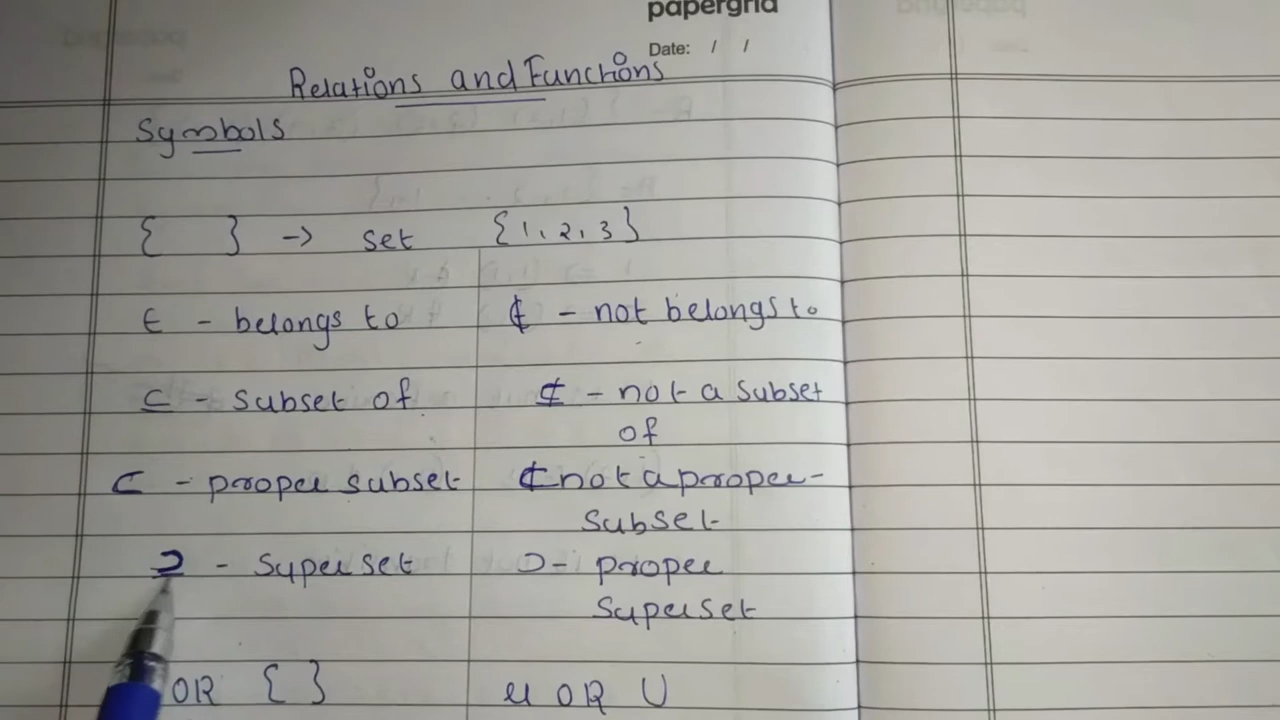 papergrid
Date: / /
Relations and Functions
Symbols
{ } -> set {1, 2, 3}
∈ - belongs to ∉ - not belongs to
⊆ - subset of ⊈ - not a subset
of
⊂ - proper subset ⊄ not a proper-
subset
⊇ - superset ⊃ - proper
superset
OR { } μ OR U